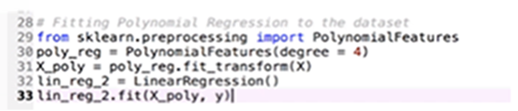 28 # Fitting Polynomial Regression to the dataset
29 from sklearn.preprocessing import PolynomialFeatures
30 poly_reg = PolynomialFeatures(degree = 4)
31 X_poly = poly_reg.fit_transform(X)
32 lin_reg_2 = LinearRegression()
33 lin_reg_2.fit(X_poly, y)